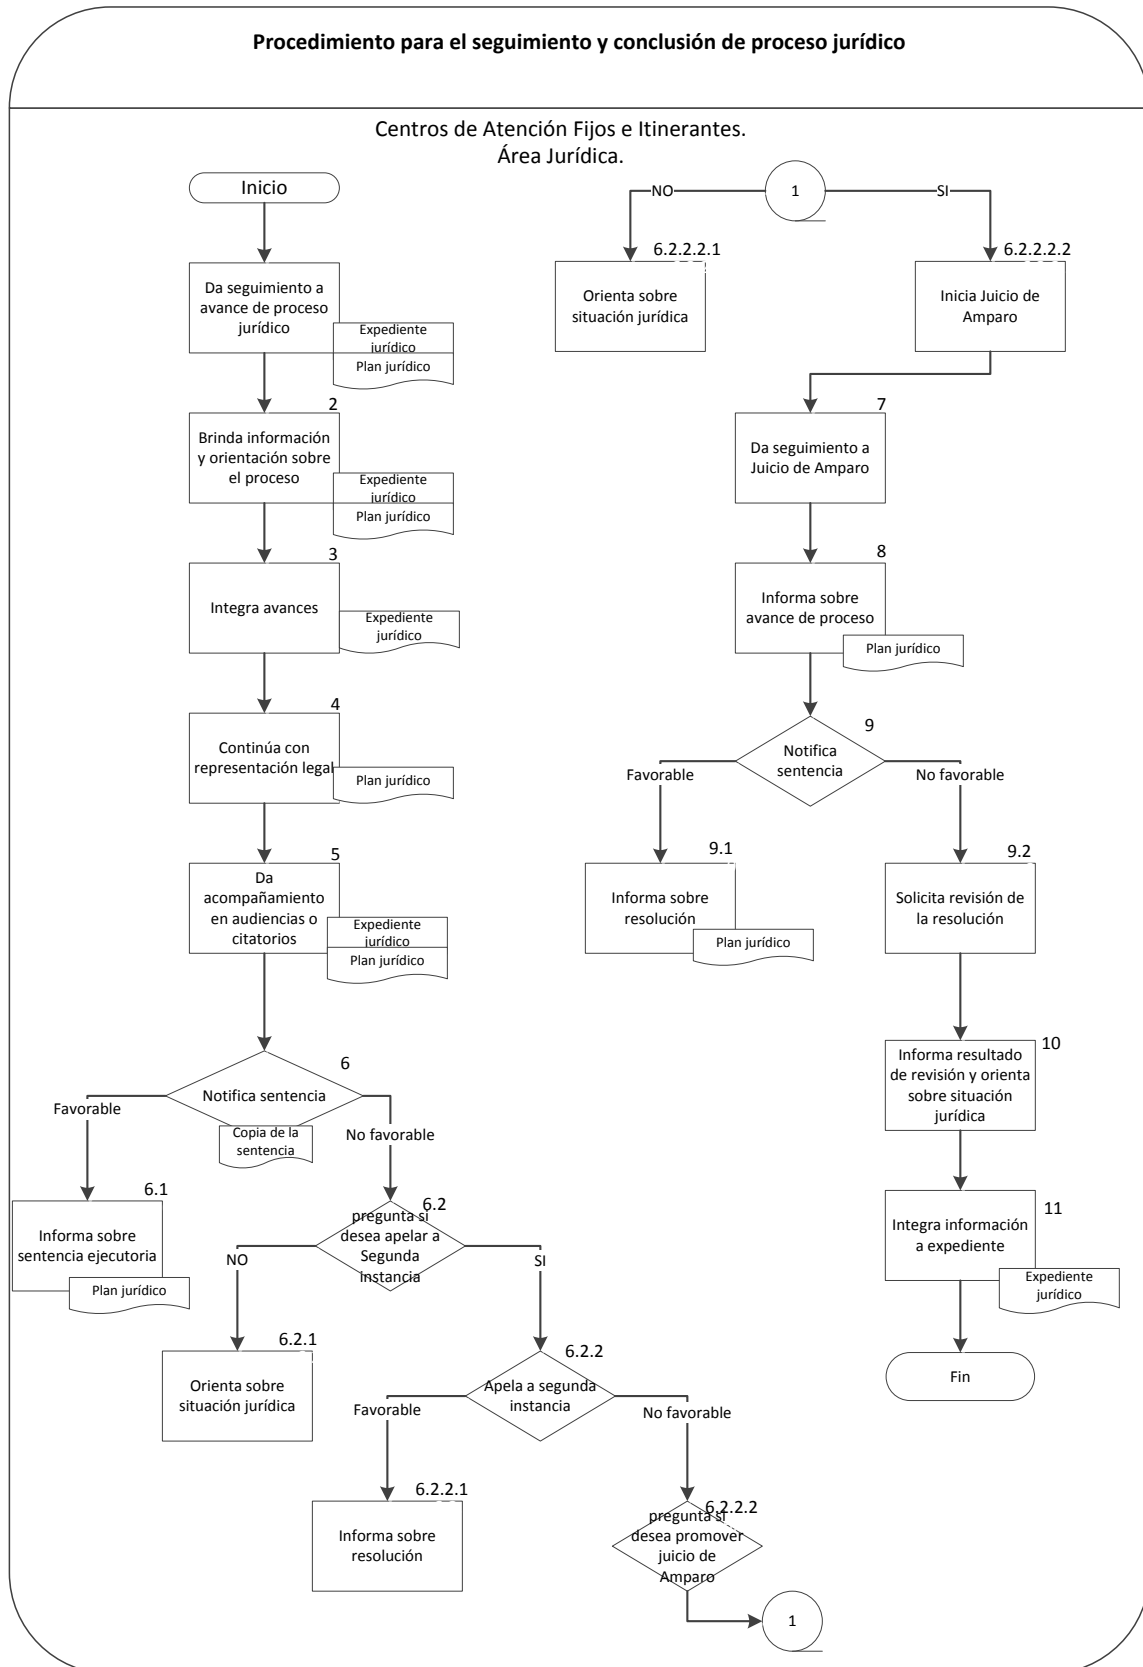 Procedimiento para el seguimiento y conclusión de proceso jurídico
Centros de Atención Fijos e Itinerantes.
Área Jurídica.
Inicio
Da seguimiento a
avance de proceso
jurídico
Expediente
jurídico
Plan jurídico
2
Brinda información
y orientación sobre
el proceso
Expediente
jurídico
Plan jurídico
3
Integra avances
Expediente
jurídico
4
Continúa con
representación legal
Plan jurídico
5
Da
acompañamiento
en audiencias o
citatorios
Expediente
jurídico
Plan jurídico
6
Notifica sentencia
Copia de la
sentencia
Favorable
No favorable
6.1
Informa sobre
sentencia ejecutoria
Plan jurídico
6.2
pregunta si
desea apelar a
Segunda
instancia
NO
SI
6.2.1
Orienta sobre
situación jurídica
6.2.2
Apela a segunda
instancia
Favorable
No favorable
6.2.2.1
Informa sobre
resolución
6.2.2.2
pregunta si
desea promover
juicio de
Amparo
1
1
NO
SI
6.2.2.2.1
Orienta sobre
situación jurídica
6.2.2.2.2
Inicia Juicio de
Amparo
7
Da seguimiento a
Juicio de Amparo
8
Informa sobre
avance de proceso
Plan jurídico
9
Notifica
sentencia
Favorable
No favorable
9.1
Informa sobre
resolución
Plan jurídico
9.2
Solicita revisión de
la resolución
10
Informa resultado
de revisión y orienta
sobre situación
jurídica
11
Integra información
a expediente
Expediente
jurídico
Fin